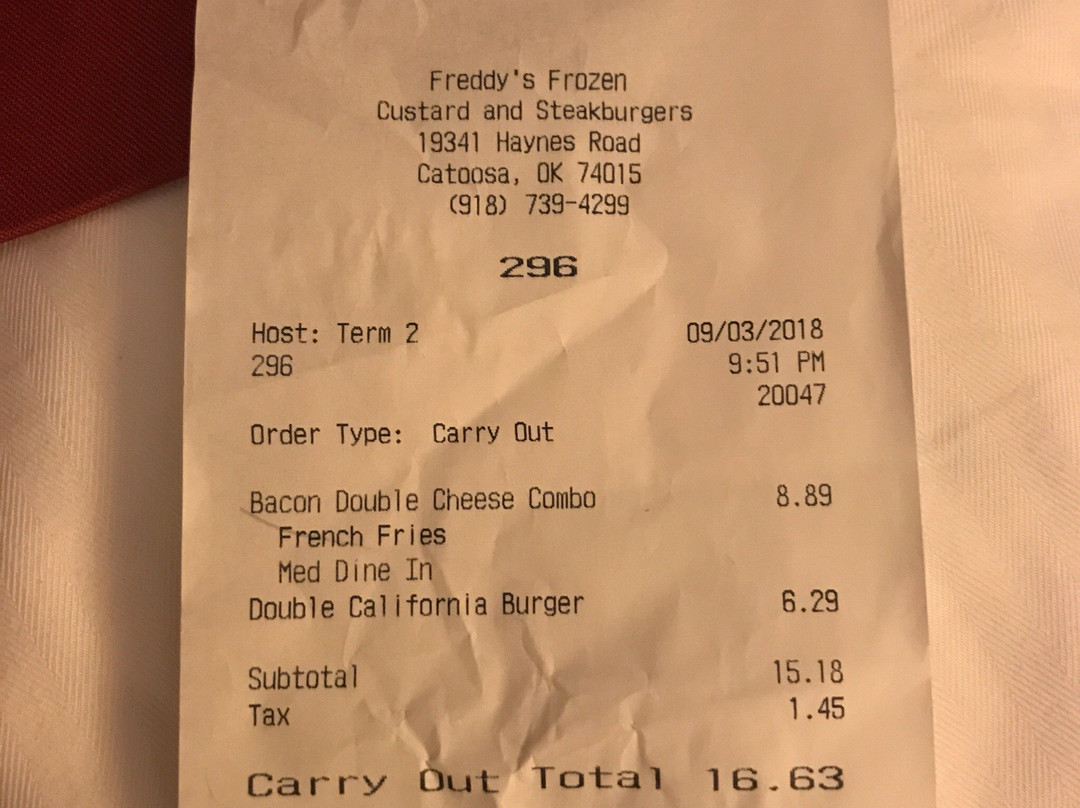 Freddy's Frozen
Custard and Steakburgers
19341 Haynes Road
Catoosa, OK 74015
(918) 739-4299
296
Host: Term 2 09/03/2018
296 9:51 PM
20047
Order Type: Carry Out
Bacon Double Cheese Combo 8.89
French Fries
Med Dine In
Double California Burger 6.29
Subtotal 15.18
Tax 1.45
Carry Out Total 16.63